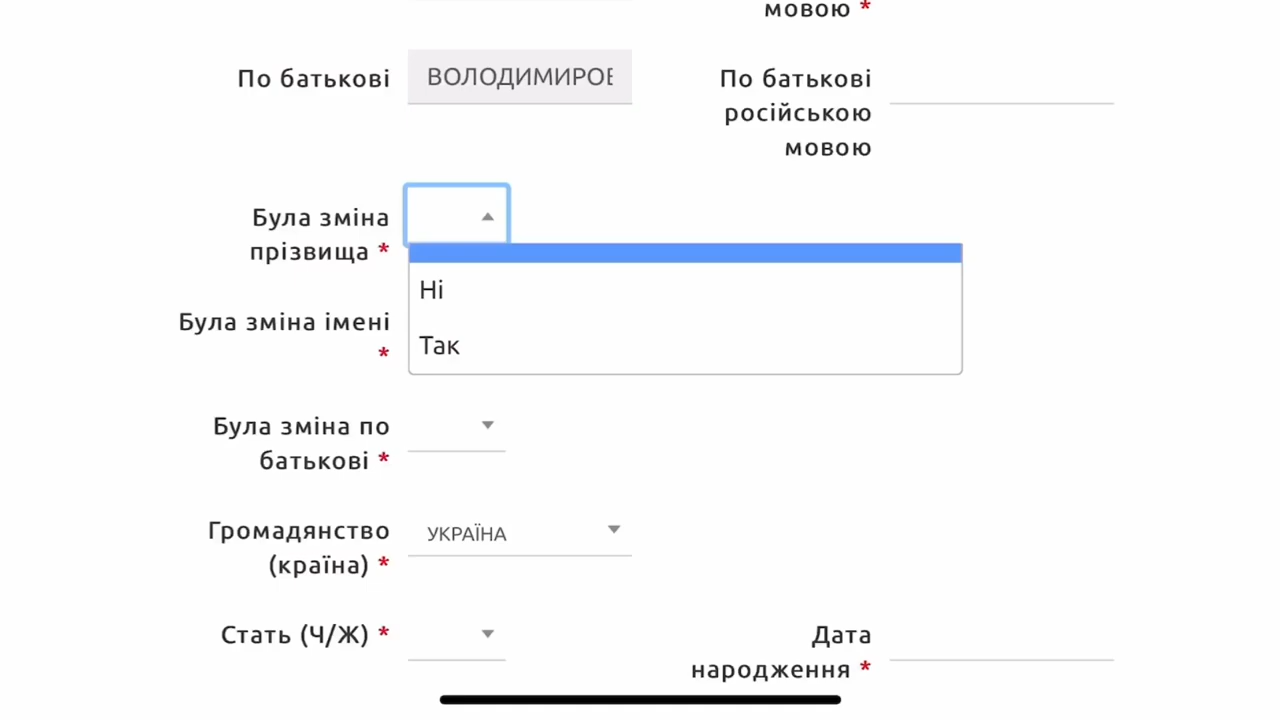 мовою *
По батькові
ВОЛОДИМИРОВ
По батькові
російською
мовою
Була зміна
прізвища *
Ні
Так
Була зміна імені
*
Була зміна по
батькові *
Громадянство
(країна) *
УКРАЇНА
Стать (Ч/Ж) *
Дата
народження *